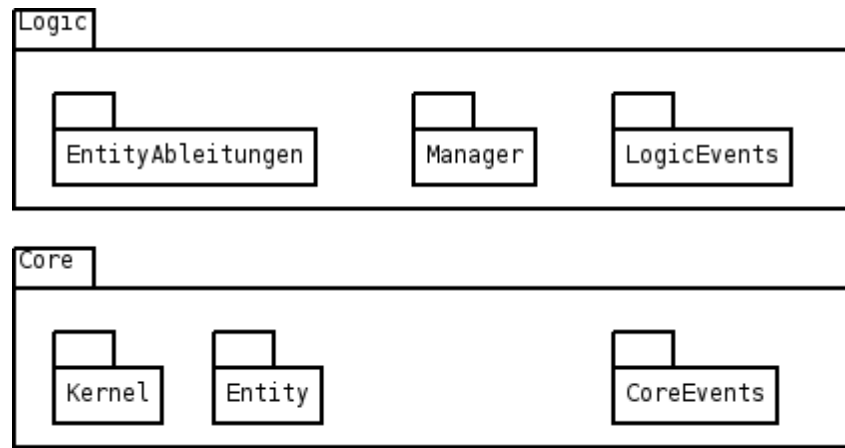 Logic
EntityAbleitungen
Manager
LogicEvents
Core
Kernel
Entity
CoreEvents